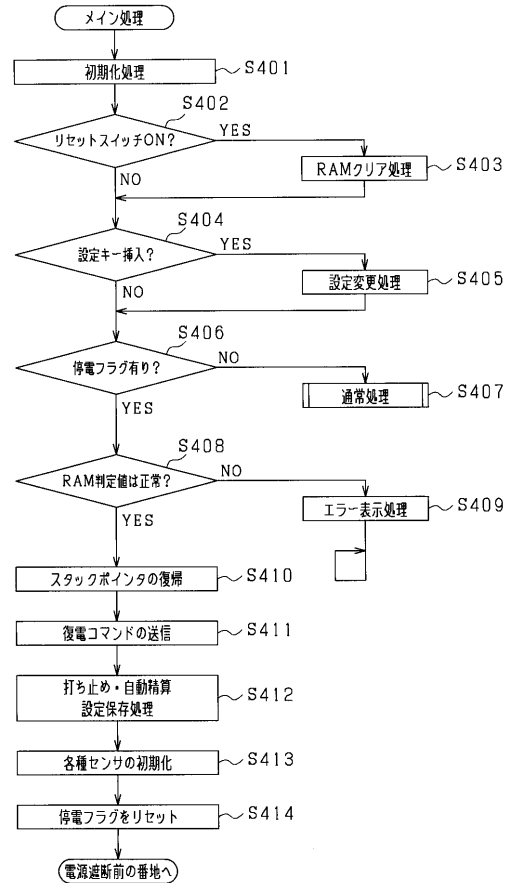 メイン処理
初期化処理
S401
S402
リセットスイッチON?
YES
RAMクリア処理
S403
NO
S404
設定キー挿入?
YES
設定変更処理
S405
NO
S406
停電フラグ有り?
NO
通常処理
S407
YES
S408
RAM判定値は正常?
NO
エラー表示処理
S409
YES
スタックポインタの復帰
S410
復電コマンドの送信
S411
打ち止め・自動精算
設定保存処理
S412
各種センサの初期化
S413
停電フラグをリセット
S414
電源遮断前の番地へ